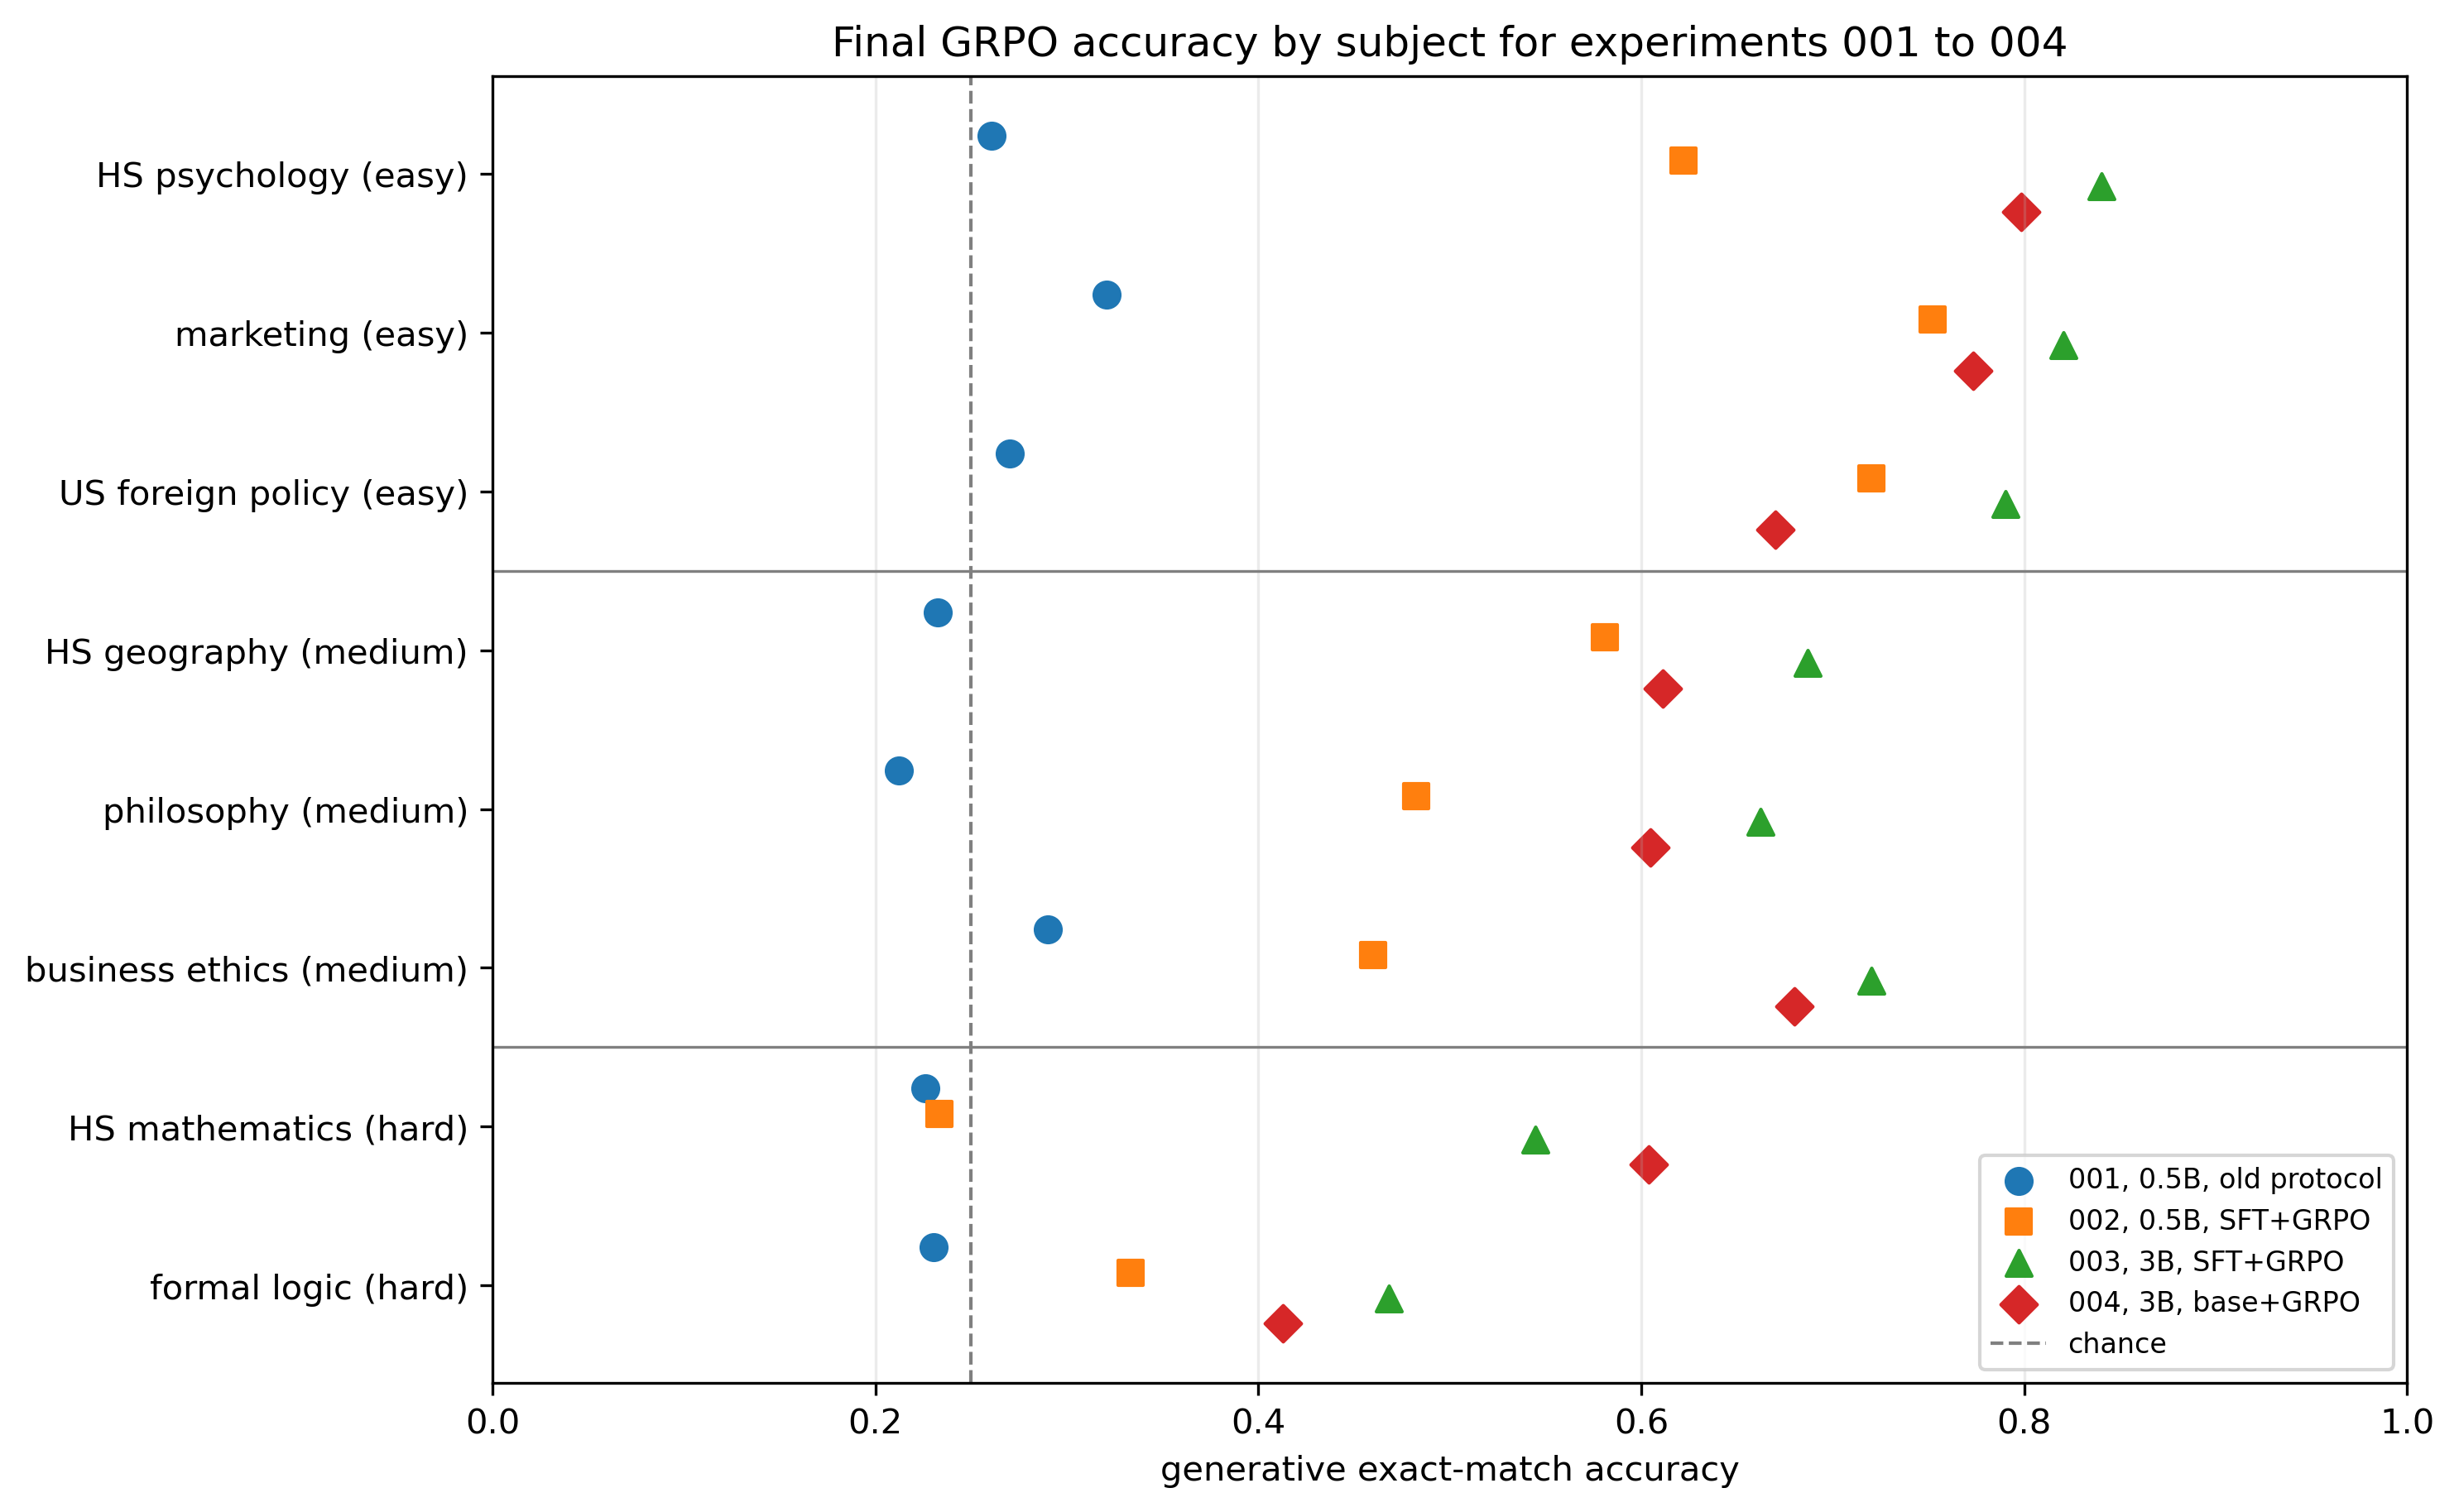 Final GRPO accuracy by subject for experiments 001 to 004
HS psychology (easy)
marketing (easy)
US foreign policy (easy)
HS geography (medium)
philosophy (medium)
business ethics (medium)
HS mathematics (hard)
formal logic (hard)
001, 0.5B, old protocol
002, 0.5B, SFT+GRPO
003, 3B, SFT+GRPO
004, 3B, base+GRPO
chance
0.0 0.2 0.4 0.6 0.8 1.0
generative exact-match accuracy